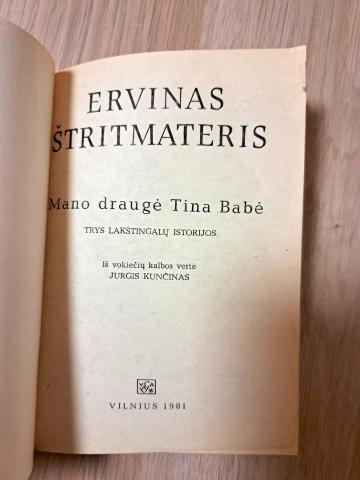 ERVINAS
ŠTRITMATERIS
Mano draugė Tina Babė
TRYS LAKŠTINGALŲ ISTORIJOS
Iš vokiečių kalbos vertė
JURGIS KUNČINAS
VILNIUS 1981